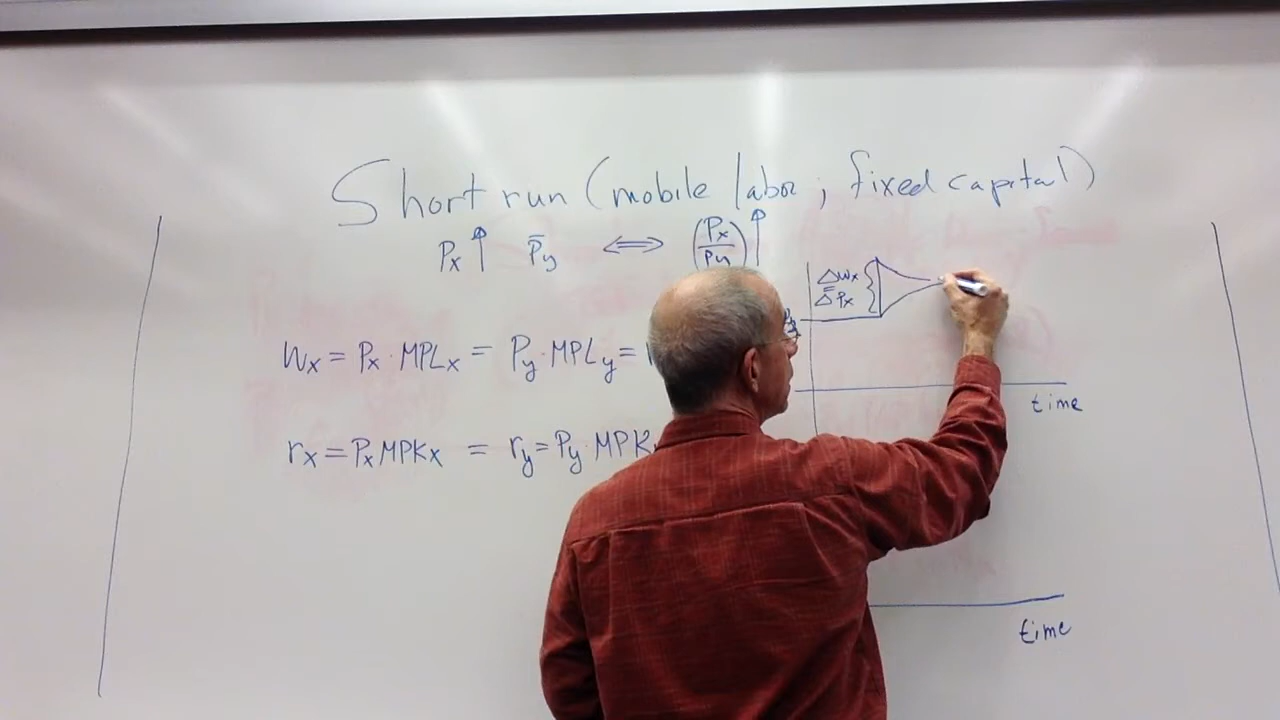 Short run (mobile labor ; fixed capital)
Px ↑ P̄y ⟺ (Px/Py) ↑
ΔWx
=
ΔPx
Wx = Px · MPLx = Py · MPLy =
time
rx = Px MPKx = ry = Py · MPK
time